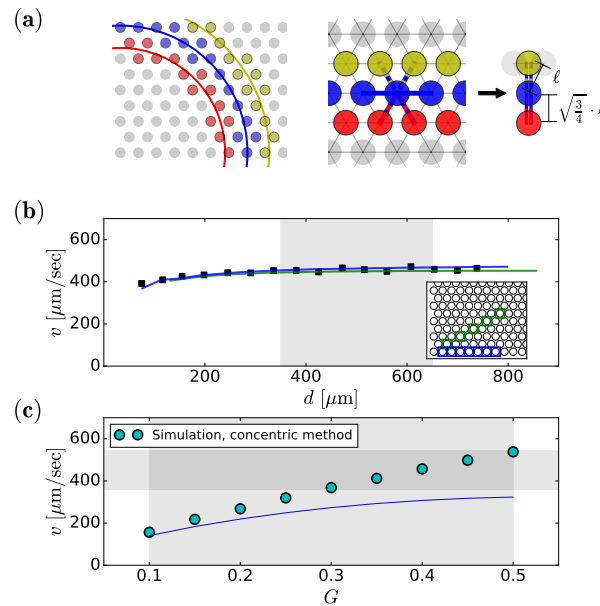 (a)
ℓ
√3/4 ·
(b)
v [μm/sec]
600
400
200
0
200 400 600 800
d [μm]
(c)
v [μm/sec]
600
400
200
0
Simulation, concentric method
0.1 0.2 0.3 0.4 0.5
G